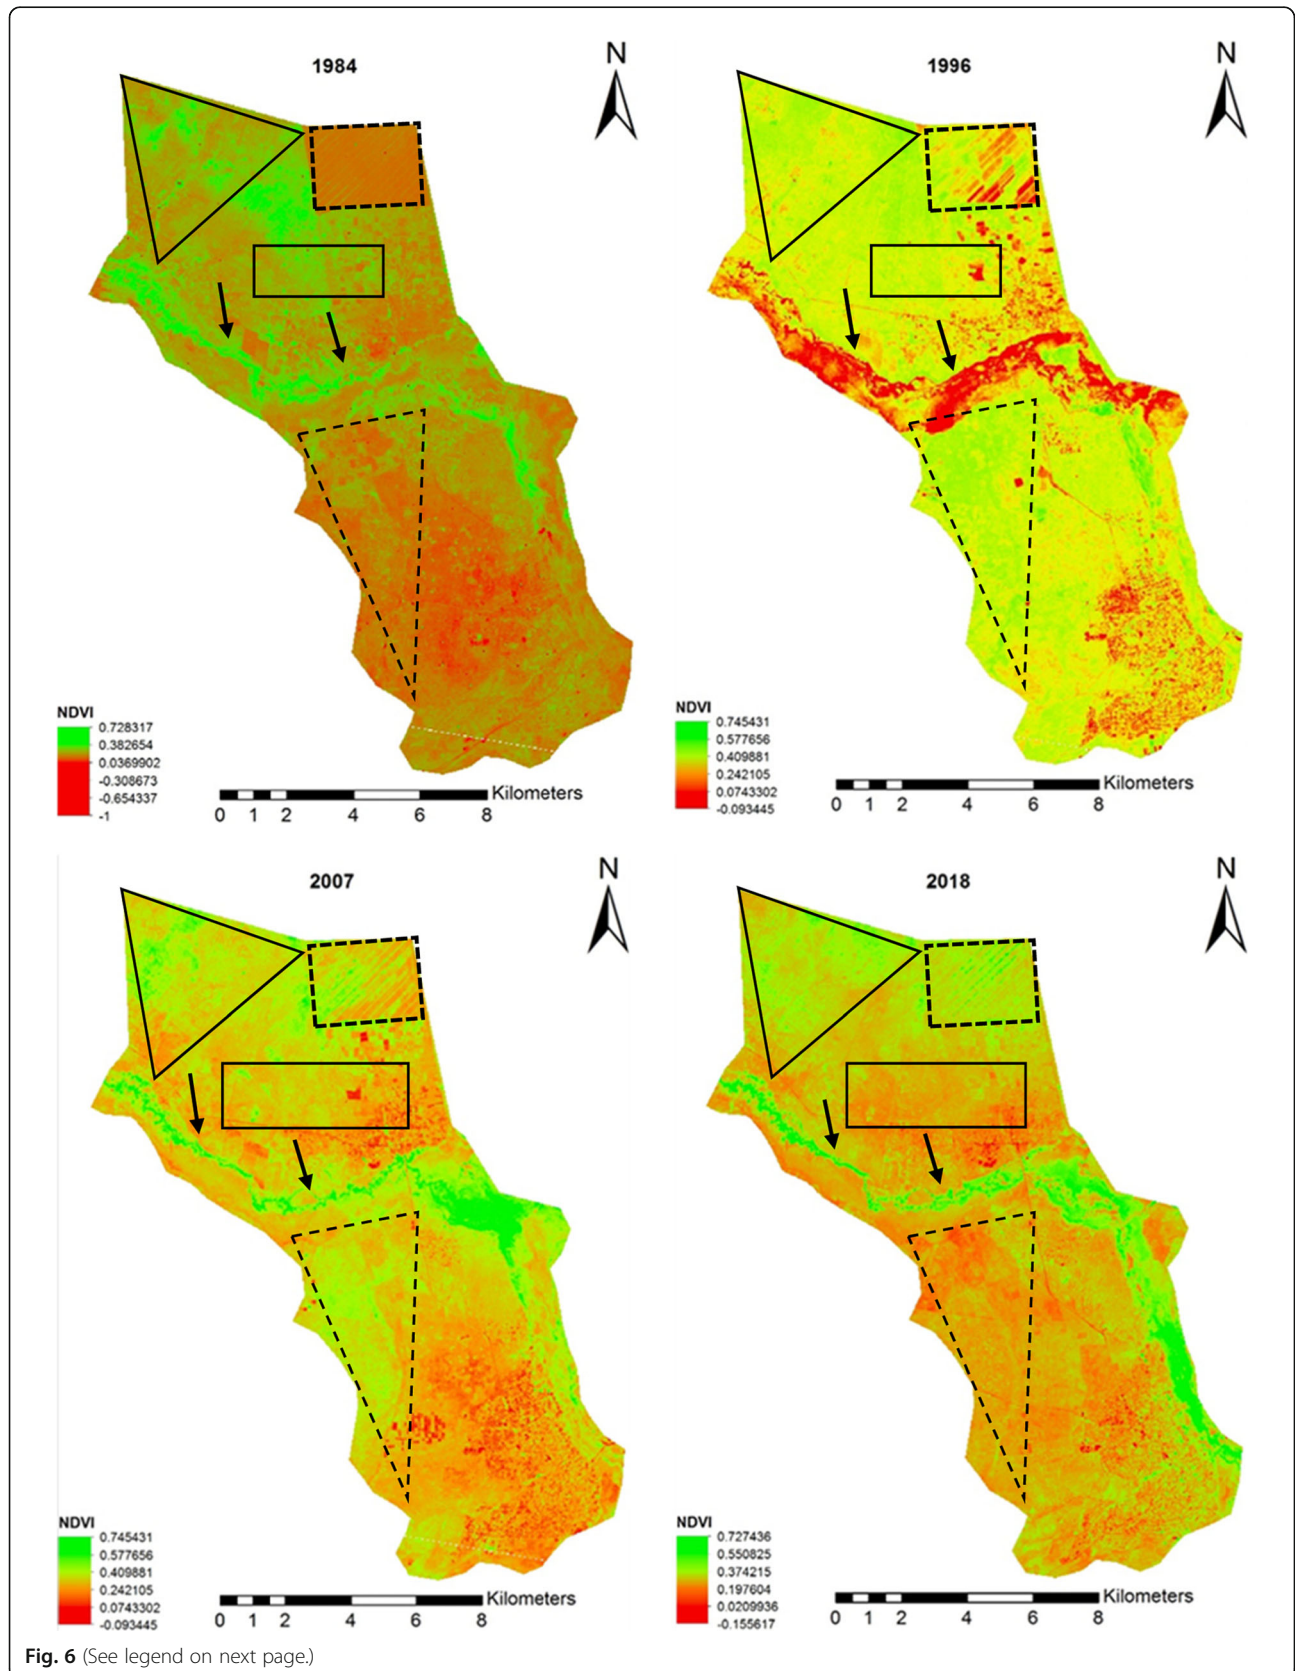 1984
N
NDVI
0.728317
0.382654
0.0369902
-0.308673
-0.654337
-1
Kilometers
0 1 2 4 6 8
1996
N
NDVI
0.745431
0.577656
0.409881
0.242105
0.0743302
-0.093445
Kilometers
0 1 2 4 6 8
2007
N
NDVI
0.745431
0.577656
0.409881
0.242105
0.0743302
-0.093445
Kilometers
0 1 2 4 6 8
2018
N
NDVI
0.727436
0.550825
0.374215
0.197604
0.0209936
-0.155617
Kilometers
0 1 2 4 6 8
Fig. 6 (See legend on next page.)